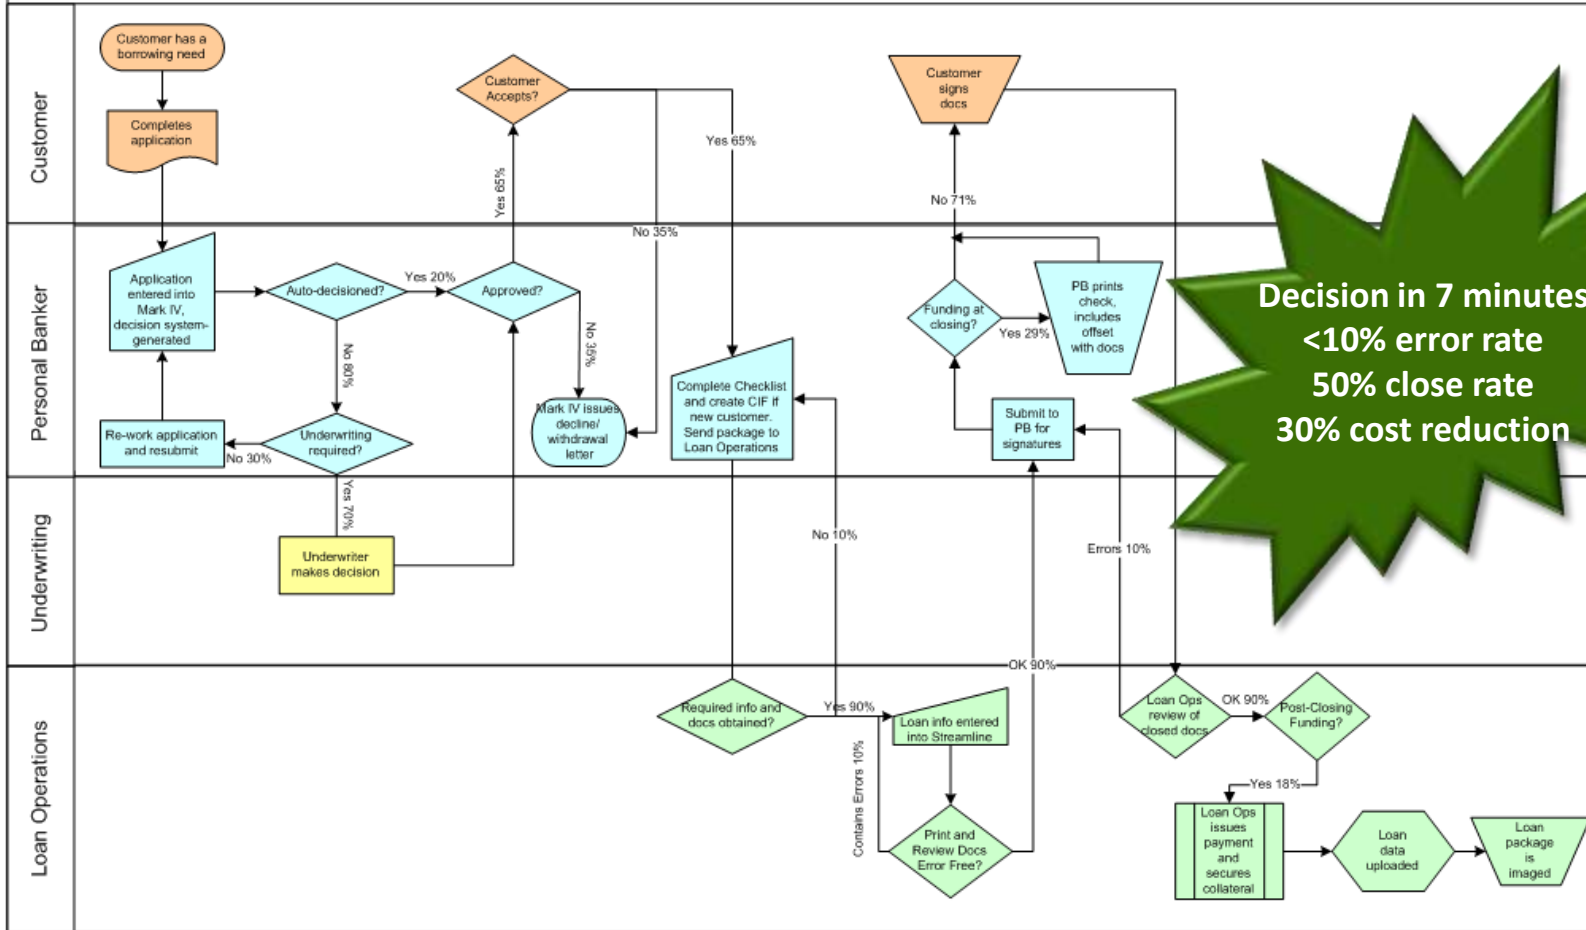 Customer
Customer has a
borrowing need
Completes
application
Customer
Accepts?
Yes 65%
Yes 65%
No 35%
Customer
signs
docs
No 71%
Personal Banker
Application
entered into
Mark IV,
decision system-
generated
Auto-decisioned?
Yes 20%
Approved?
No 80%
No 35%
Underwriting
required?
No 30%
Re-work application
and resubmit
Yes 70%
Mark IV issues
decline/
withdrawal
letter
Complete Checklist
and create CIF if
new customer.
Send package to
Loan Operations
Funding at
closing?
Yes 29%
PB prints
check,
includes
offset
with docs
Submit to
PB for
signatures
Decision in 7 minutes
<10% error rate
50% close rate
30% cost reduction
Underwriting
Underwriter
makes decision
No 10%
Errors 10%
OK 90%
Loan Operations
Required info and
docs obtained?
Yes 90%
Loan info entered
into Streamline
Contains Errors 10%
Print and
Review Docs
Error Free?
Loan Ops
review of
closed docs
OK 90%
Post-Closing
Funding?
Yes 18%
Loan Ops
issues
payment
and
secures
collateral
Loan
data
uploaded
Loan
package
is
imaged